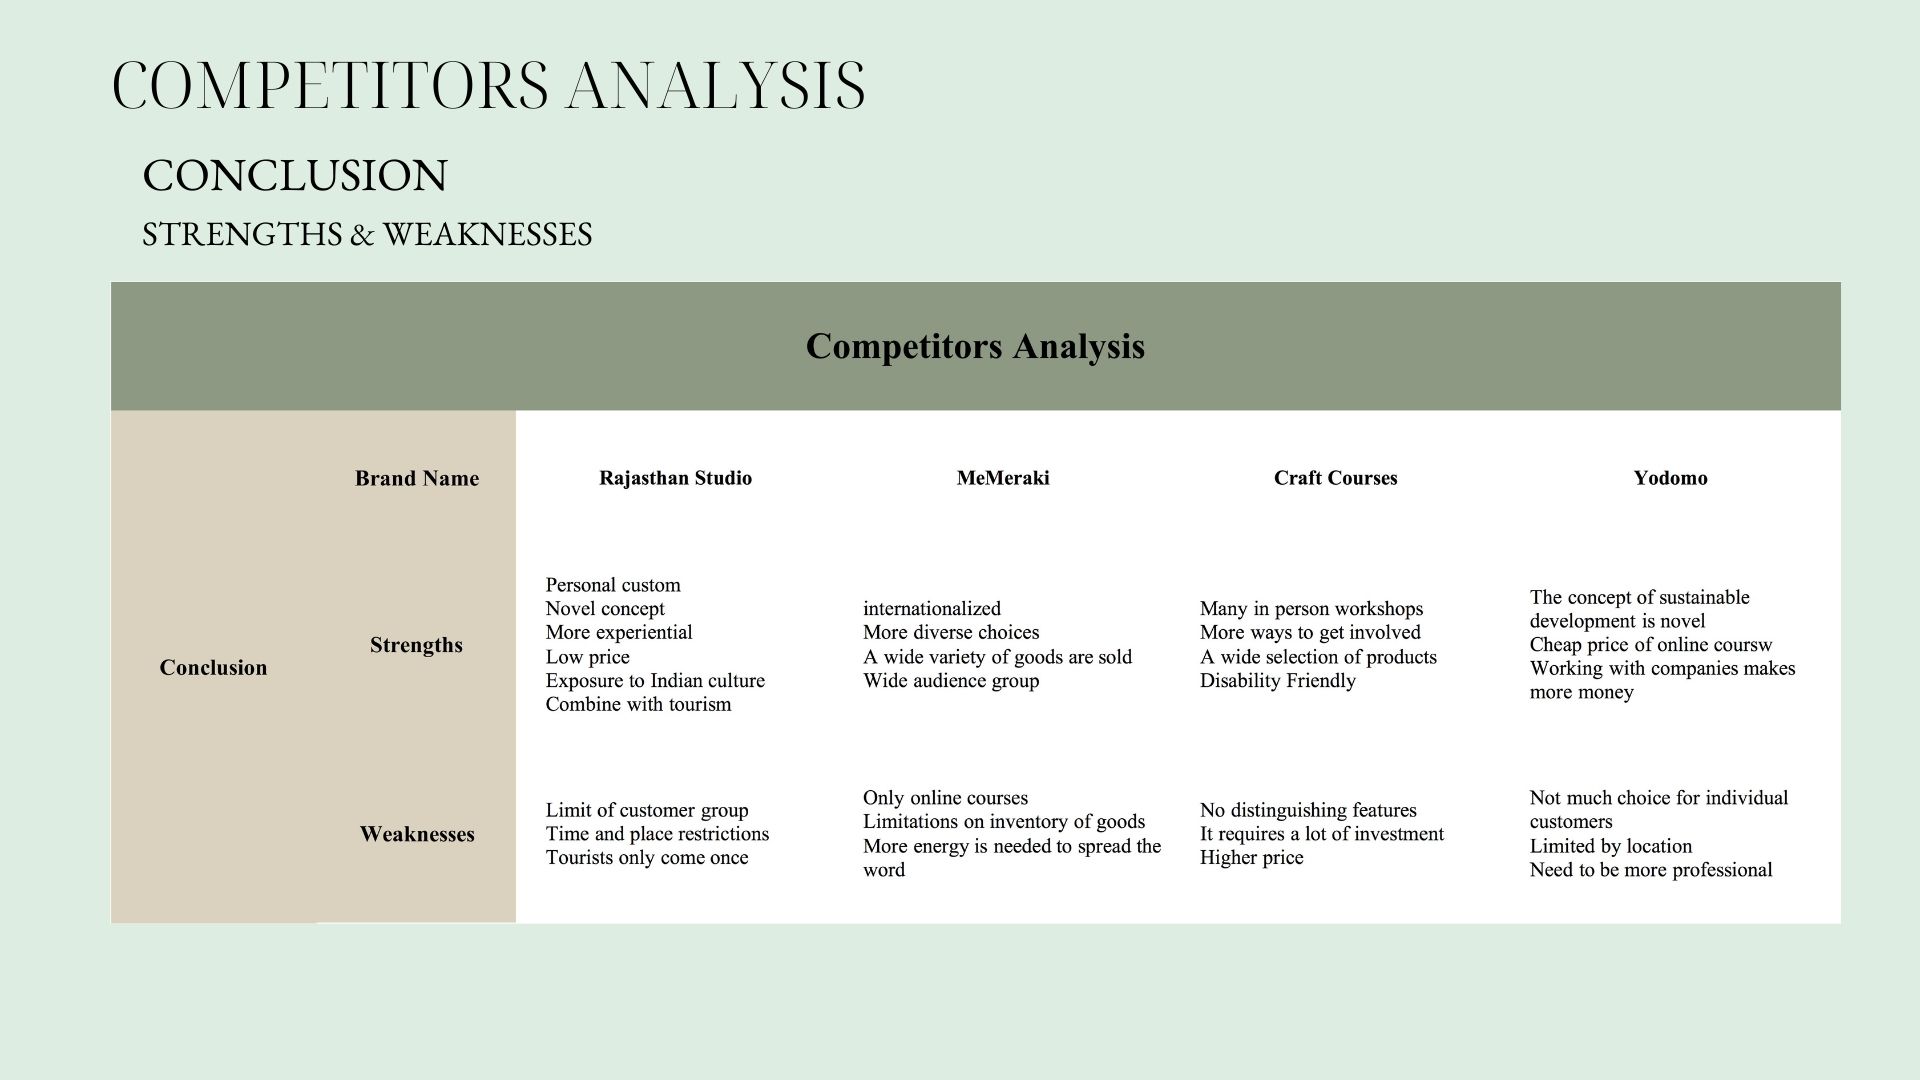 COMPETITORS ANALYSIS
CONCLUSION
STRENGTHS & WEAKNESSES
Competitors Analysis
Conclusion
Brand Name
Rajasthan Studio
MeMeraki
Craft Courses
Yodomo
Strengths
Personal custom
Novel concept
More experiential
Low price
Exposure to Indian culture
Combine with tourism
internationalized
More diverse choices
A wide variety of goods are sold
Wide audience group
Many in person workshops
More ways to get involved
A wide selection of products
Disability Friendly
The concept of sustainable
development is novel
Cheap price of online coursw
Working with companies makes
more money
Weaknesses
Limit of customer group
Time and place restrictions
Tourists only come once
Only online courses
Limitations on inventory of goods
More energy is needed to spread the
word
No distinguishing features
It requires a lot of investment
Higher price
Not much choice for individual
customers
Limited by location
Need to be more professional